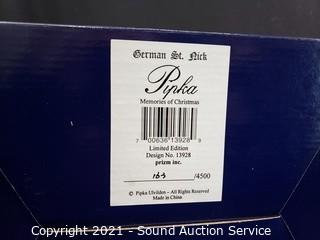 German St. Nick
Pipka
Memories of Christmas
7 00636 13928 9
Limited Edition
Design No. 13928
prizm inc.
163 /4500
© Pipka Ulvilden - All Rights Reserved
Made in China
Copyright 2021 - Sound Auction Service